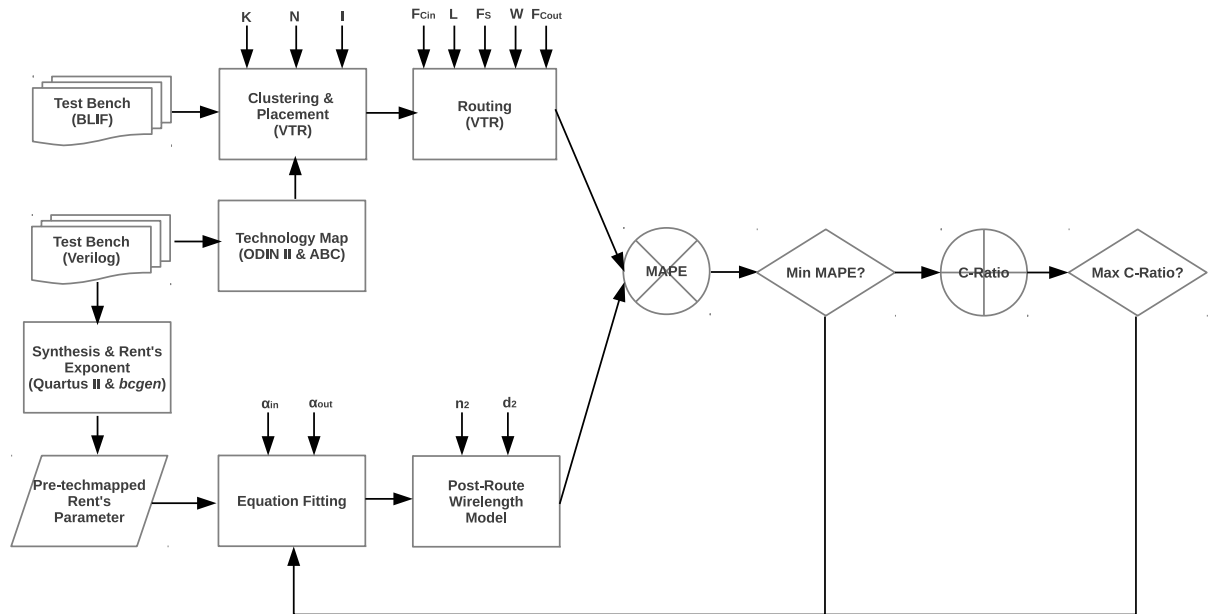 K N I
FCin L FS W FCout
Test Bench
(BLIF)
Clustering &
Placement
(VTR)
Routing
(VTR)
Test Bench
(Verilog)
Technology Map
(ODIN II & ABC)
MAPE
Min MAPE?
C-Ratio
Max C-Ratio?
Synthesis & Rent's
Exponent
(Quartus II & bcgen)
αin αout
n2 d2
Pre-techmapped
Rent's
Parameter
Equation Fitting
Post-Route
Wirelength
Model